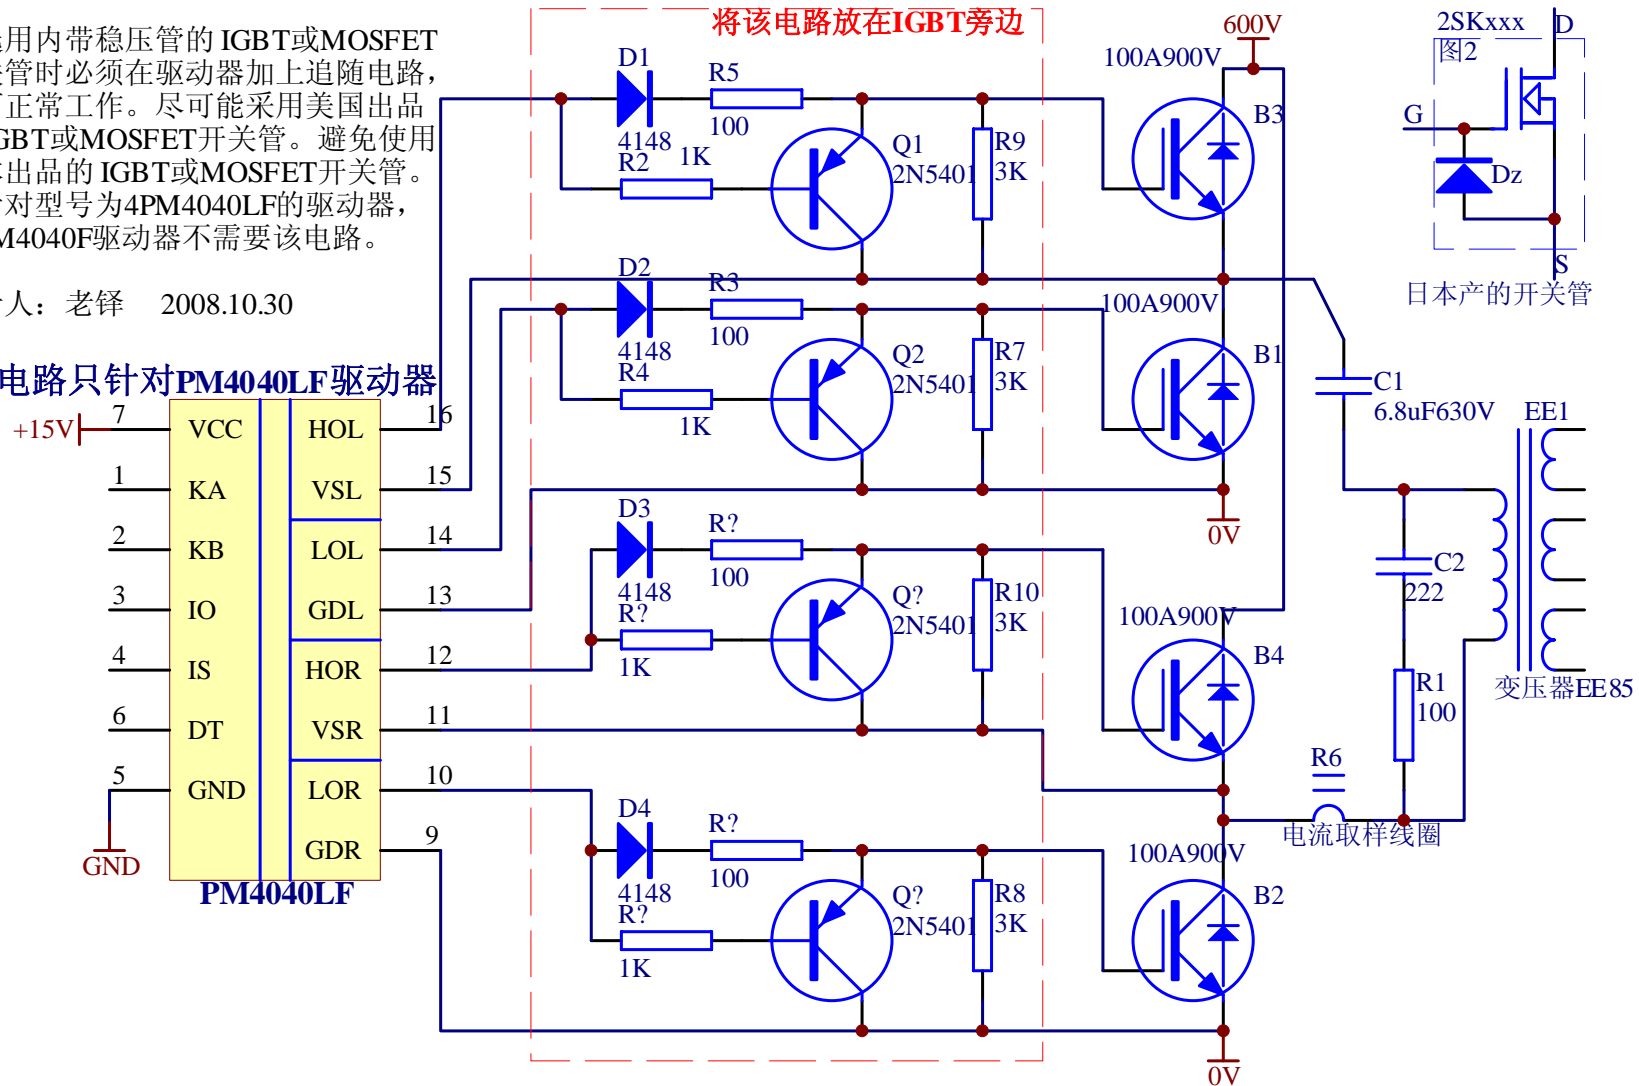 用内带稳压管的 IGBT或MOSFET
管时必须在驱动器加上追随电路，
正常工作。尽可能采用美国出品
GBT或MOSFET开关管。避免使用
出品的 IGBT或MOSFET开关管。
对型号为4PM4040LF的驱动器，
M4040F驱动器不需要该电路。
人：老铎 2008.10.30
电路只针对PM4040LF驱动器
将该电路放在IGBT旁边
600V
100A900V
B3
D1
4148
R5
100
R2
1K
Q1
2N5401
R9
3K
2SKxxx
图2
D
G
Dz
S
日本产的开关管
D2
4148
R3
100
R4
1K
Q2
2N5401
R7
3K
100A900V
B1
0V
C1
6.8uF630V
EE1
+15V
7
VCC
1
KA
2
KB
3
IO
4
IS
6
DT
5
GND
GND
HOL
16
VSL
15
LOL
14
GDL
13
HOR
12
VSR
11
LOR
10
GDR
9
PM4040LF
D3
4148
R?
100
R?
1K
Q?
2N5401
R10
3K
100A900V
B4
C2
222
R1
100
变压器EE85
R6
电流取样线圈
D4
4148
R?
100
R?
1K
Q?
2N5401
R8
3K
100A900V
B2
0V